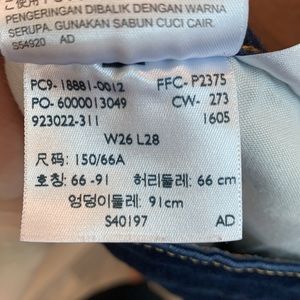 PENGERINGAN DIBALIK DENGAN WARNA
SERUPA. GUNAKAN SABUN CUCI CAIR.
S54920 AD
PC9-18881-0012 FFC-P2375
PO-6000013049 CW-273
923022-311 1605
W26 L28
尺码: 150/66A
호칭: 66-91 허리둘레: 66 cm
엉덩이둘레: 91cm
S40197 AD